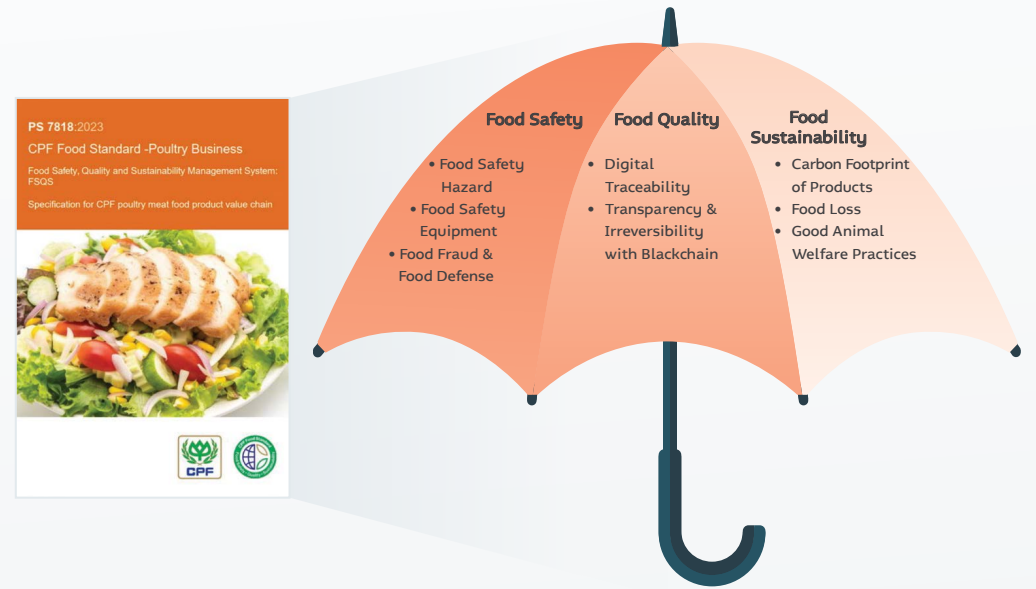 PS 7818:2023
CPF Food Standard -Poultry Business
Food Safety, Quality and Sustainability Management System:
FSQS
Specification for CPF poultry meat food product value chain
CPF
Food Safety
• Food Safety
Hazard
• Food Safety
Equipment
• Food Fraud &
Food Defense
Food Quality
• Digital
Traceability
• Transparency &
Irreversibility
with Blockchain
Food
Sustainability
• Carbon Footprint
of Products
• Food Loss
• Good Animal
Welfare Practices